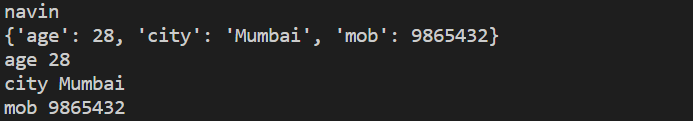 navin
{'age': 28, 'city': 'Mumbai', 'mob': 9865432}
age 28
city Mumbai
mob 9865432